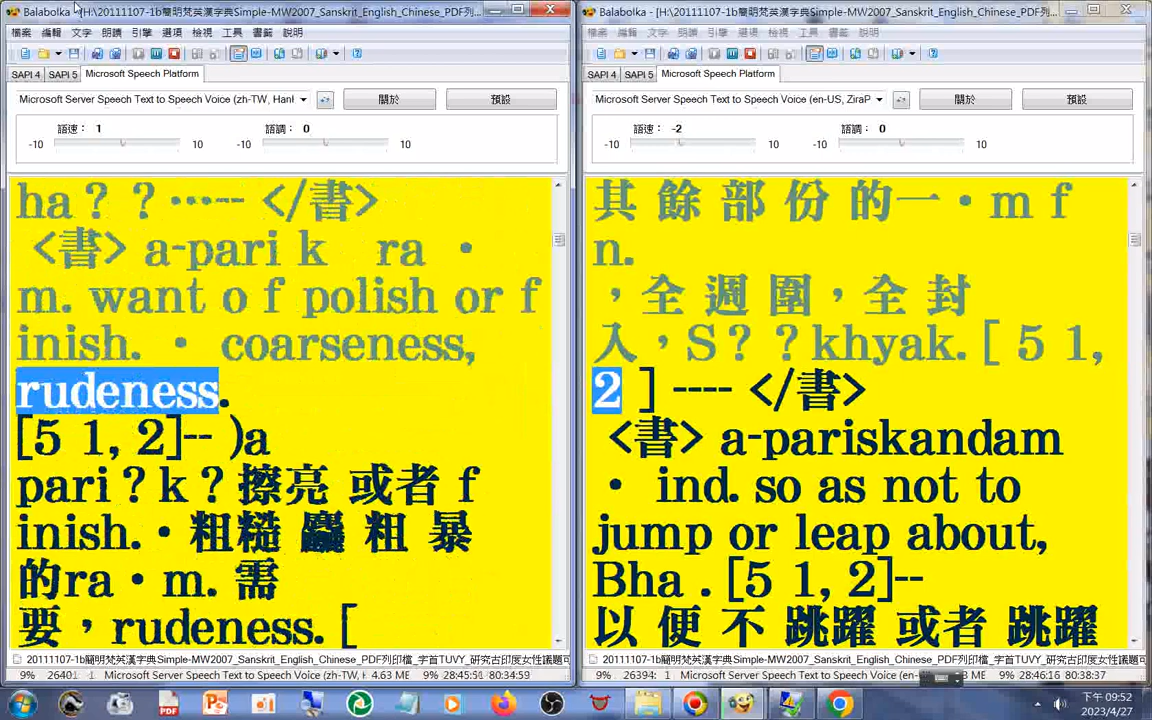 Balabolka - [H:\20111107-1b簡明梵英漢字典Simple-MW2007_Sanskrit_English_Chinese_PDF列...
檔案 編輯 文字 朗讀 引擎 選項 檢視 工具 書籤 說明
SAPI 4 SAPI 5 Microsoft Speech Platform
Microsoft Server Speech Text to Speech Voice (zh-TW, Hanl 關於 預設
語速： 1 語調： 0
-10 10 -10 10
ha？？…-- </書>
<書> a-pari k ra •
m. want o f polish or f
inish. • coarseness,
rudeness.
[5 1, 2]-- )a
pari？k？擦亮 或者 f
inish.•粗糙 麤 粗 暴
的ra•m. 需
要，rudeness. [
20111107-1b簡明梵英漢字典Simple-MW2007_Sanskrit_English_Chinese_PDF列印檔_字首TUVY_研究古印度女性議題可
9% 26401: 1 Microsoft Server Speech Text to Speech Voice (zh-TW, 4.63 ME 9% 28:45:51 80:34:59
Balabolka - [H:\20111107-1b簡明梵英漢字典Simple-MW2007_Sanskrit_English_Chinese_PDF列印...
檔案 編輯 文字 朗讀 引擎 選項 檢視 工具 書籤 說明
SAPI 4 SAPI 5 Microsoft Speech Platform
Microsoft Server Speech Text to Speech Voice (en-US, ZiraP 關於 預設
語速： -2 語調： 0
-10 10 -10 10
其 餘 部 份 的一•m f
n.
，全 週 圍，全 封
入，S？？khyak. [ 5 1,
2 ] ---- </書>
<書> a-pariskandam
• ind. so as not to
jump or leap about,
Bha . [5 1, 2]--
以 便 不 跳躍 或者 跳躍
20111107-1b簡明梵英漢字典Simple-MW2007_Sanskrit_English_Chinese_PDF列印檔_字首TUVY_研究古印度女性議題可
9% 26394: 1 Microsoft Server Speech Text to Speech Voice (en-US, 4.63 ME 9% 28:46:16 80:38:37
下午 09:52
2023/4/27